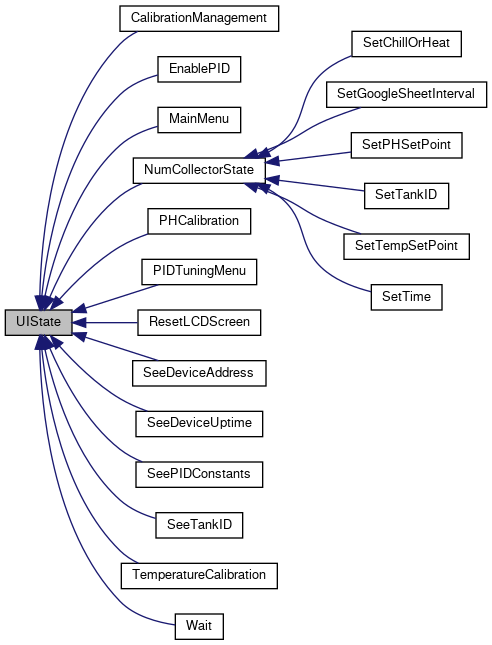 CalibrationManagement
SetChillOrHeat
EnablePID
SetGoogleSheetInterval
MainMenu
SetPHSetPoint
NumCollectorState
SetTankID
PHCalibration
SetTempSetPoint
PIDTuningMenu
SetTime
UIState
ResetLCDScreen
SeeDeviceAddress
SeeDeviceUptime
SeePIDConstants
SeeTankID
TemperatureCalibration
Wait